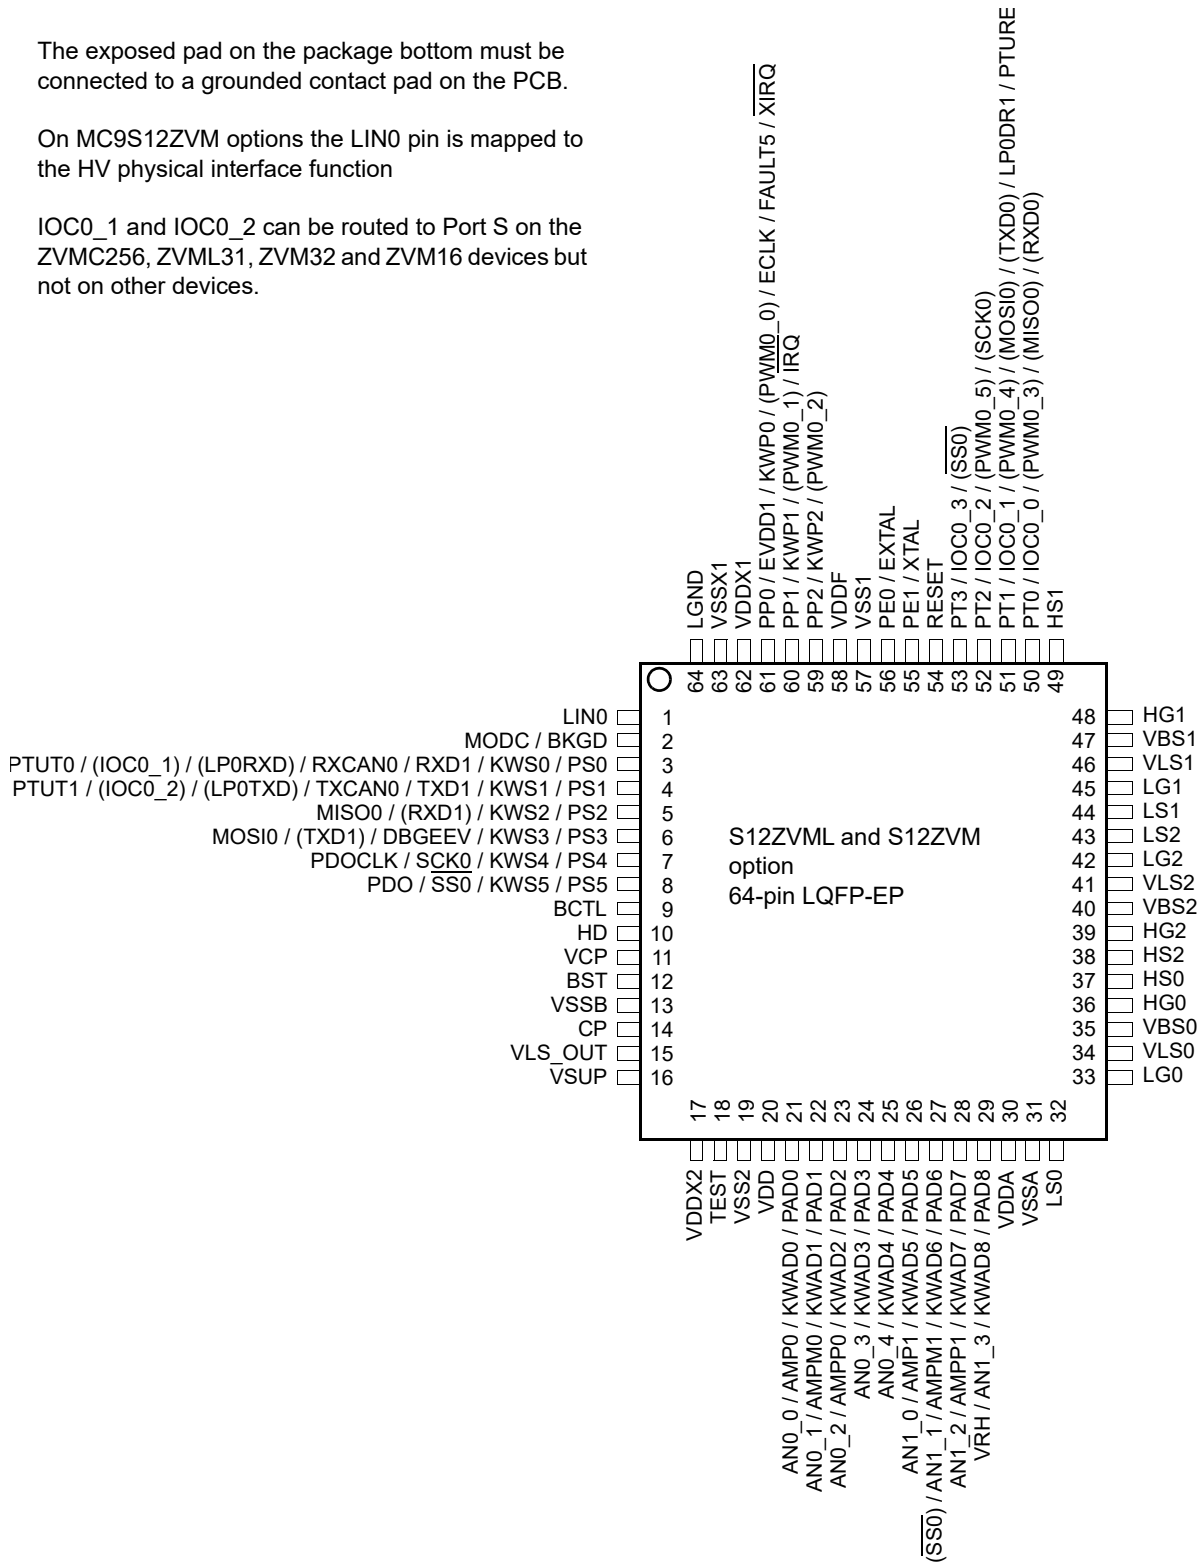 The exposed pad on the package bottom must be
connected to a grounded contact pad on the PCB.
On MC9S12ZVM options the LIN0 pin is mapped to
the HV physical interface function
IOC0_1 and IOC0_2 can be routed to Port S on the
ZVMC256, ZVML31, ZVM32 and ZVM16 devices but
not on other devices.
LGND
VSSX1
VDDX1
PP0 / EVDD1 / KWP0 / (PWM0_0) / ECLK / FAULT5 / XIRQ
PP1 / KWP1 / (PWM0_1) / IRQ
PP2 / KWP2 / (PWM0_2)
VDDF
VSS1
PE0 / EXTAL
PE1 / XTAL
RESET
PT3 / IOC0_3 / (SS0)
PT2 / IOC0_2 / (PWM0_5) / (SCK0)
PT1 / IOC0_1 / (PWM0_4) / (MOSI0) / (TXD0) / LP0DR1 / PTURE
PT0 / IOC0_0 / (PWM0_3) / (MISO0) / (RXD0)
HS1
64
63
62
61
60
59
58
57
56
55
54
53
52
51
50
49
LIN0 1
MODC / BKGD 2
PTUT0 / (IOC0_1) / (LP0RXD) / RXCAN0 / RXD1 / KWS0 / PS0 3
PTUT1 / (IOC0_2) / (LP0TXD) / TXCAN0 / TXD1 / KWS1 / PS1 4
MISO0 / (RXD1) / KWS2 / PS2 5
MOSI0 / (TXD1) / DBGEEV / KWS3 / PS3 6
PDOCLK / SCK0 / KWS4 / PS4 7
PDO / SS0 / KWS5 / PS5 8
BCTL 9
HD 10
VCP 11
BST 12
VSSB 13
CP 14
VLS_OUT 15
VSUP 16
S12ZVML and S12ZVM
option
64-pin LQFP-EP
48 HG1
47 VBS1
46 VLS1
45 LG1
44 LS1
43 LS2
42 LG2
41 VLS2
40 VBS2
39 HG2
38 HS2
37 HS0
36 HG0
35 VBS0
34 VLS0
33 LG0
17
18
19
20
21
22
23
24
25
26
27
28
29
30
31
32
VDDX2
TEST
VSS2
VDD
AN0_0 / AMP0 / KWAD0 / PAD0
AN0_1 / AMPM0 / KWAD1 / PAD1
AN0_2 / AMPP0 / KWAD2 / PAD2
AN0_3 / KWAD3 / PAD3
AN0_4 / KWAD4 / PAD4
AN1_0 / AMP1 / KWAD5 / PAD5
(SS0) / AN1_1 / AMPM1 / KWAD6 / PAD6
AN1_2 / AMPP1 / KWAD7 / PAD7
VRH / AN1_3 / KWAD8 / PAD8
VDDA
VSSA
LS0